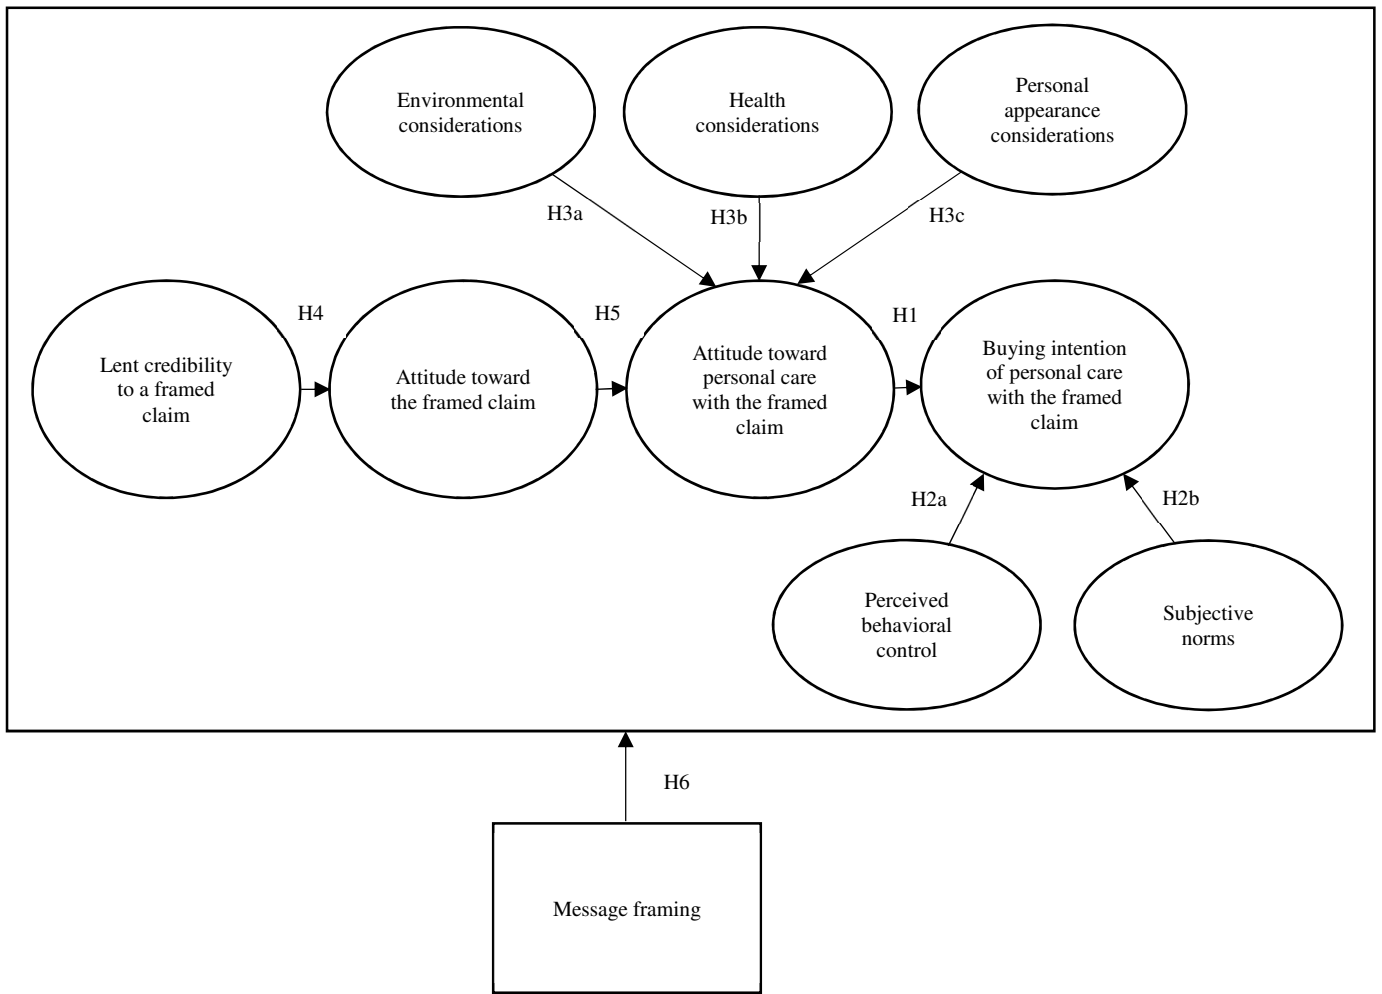 Environmental
considerations
Health
considerations
Personal
appearance
considerations
H3a
H3b
H3c
H4
H5
H1
Lent credibility
to a framed
claim
Attitude toward
the framed claim
Attitude toward
personal care
with the framed
claim
Buying intention
of personal care
with the framed
claim
H2a
H2b
Perceived
behavioral
control
Subjective
norms
H6
Message framing